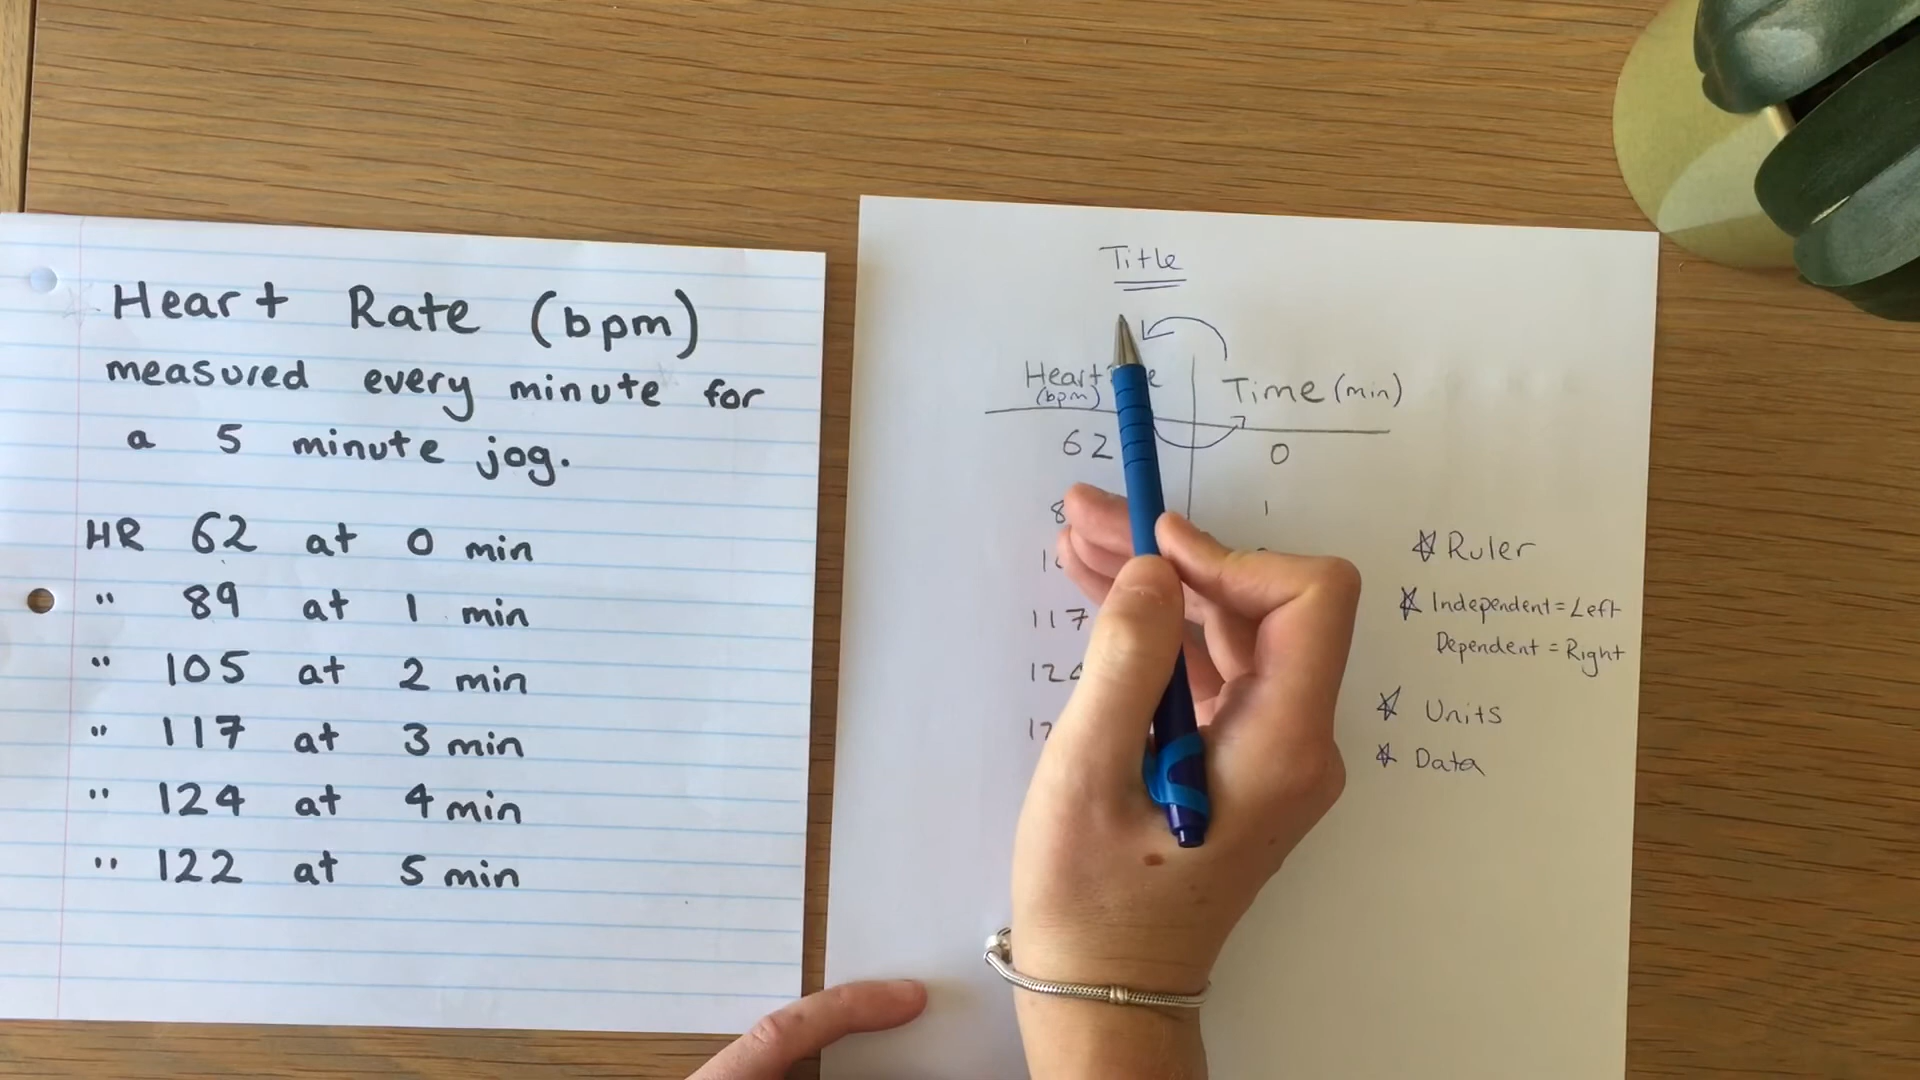 Heart Rate (bpm)
measured every minute for
a 5 minute jog.
HR 62 at 0 min
" 89 at 1 min
" 105 at 2 min
" 117 at 3 min
" 124 at 4 min
" 122 at 5 min
Title
Heart Time (min)
(bpm)
62 0
1
117
★ Ruler
★ Independent = Left
Dependent = Right
★ Units
★ Data